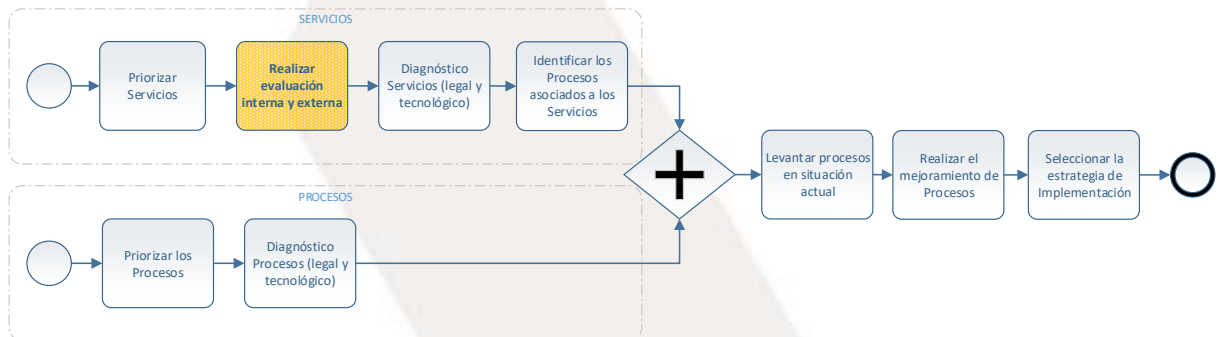 SERVICIOS
Priorizar
Servicios
Realizar
evaluación
interna y externa
Diagnóstico
Servicios (legal y
tecnológico)
Identificar los
Procesos
asociados a los
Servicios
Levantar procesos
en situación
actual
Realizar el
mejoramiento de
Procesos
Seleccionar la
estrategia de
Implementación
PROCESOS
Priorizar los
Procesos
Diagnóstico
Procesos (legal y
tecnológico)